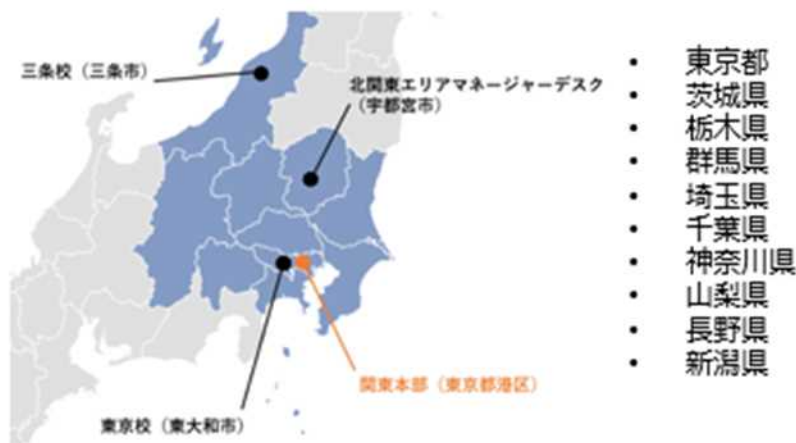 三条校（三条市）
北関東エリアマネージャーデスク
（宇都宮市）
関東本部（東京都港区）
東京校（東大和市）
• 東京都
• 茨城県
• 栃木県
• 群馬県
• 埼玉県
• 千葉県
• 神奈川県
• 山梨県
• 長野県
• 新潟県